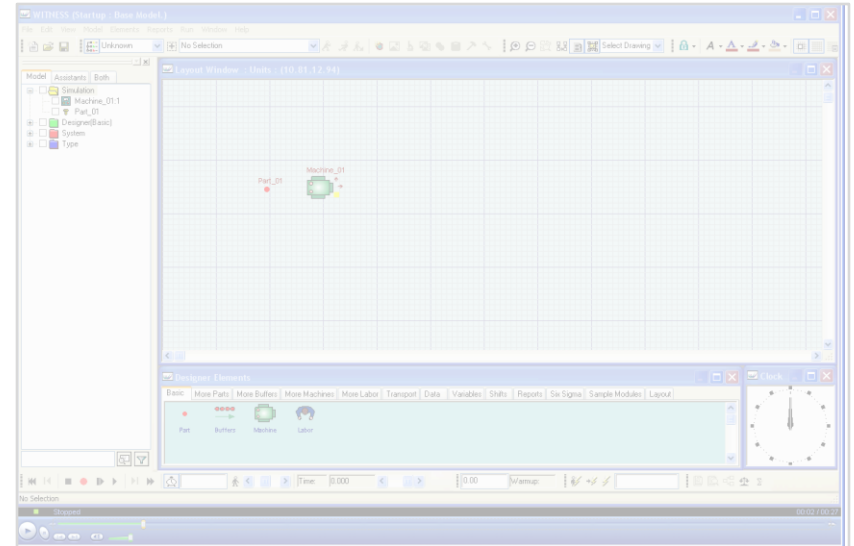 WITNESS (Startup : Base Model )
File Edit View Model Elements Reports Run Window Help
Unknown No Selection Select Drawing
Model Assistants Both
Simulation
Machine_01:1
Part_01
Designer(Basic)
System
Type
Layout Window : Units : (10.81,12.94)
Part_01
Machine_01
Designer Elements
Basic More Parts More Buffers More Machines More Labor Transport Data Variables Shifts Reports Six Sigma Sample Modules Layout
Part Buffers Machine Labor
Clock
Time: 0.000 0.00 Warmup:
No Selection
Stopped 00:02 / 00:27